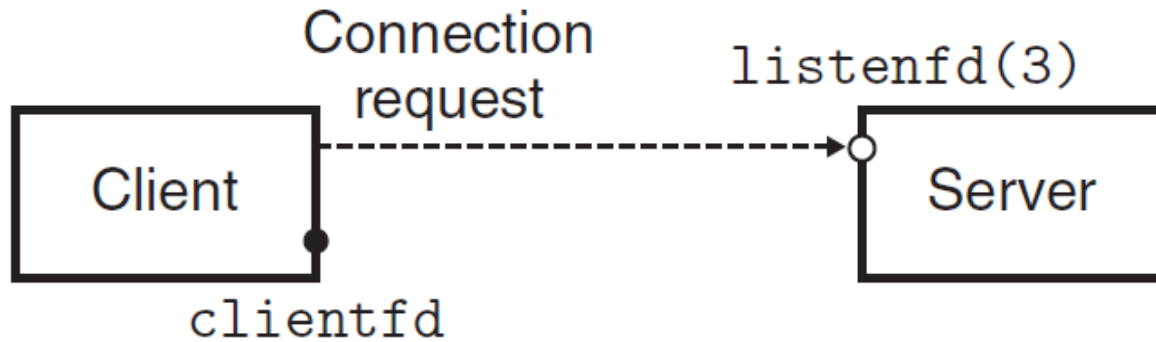 Connection
request
listenfd(3)
Client
Server
clientfd